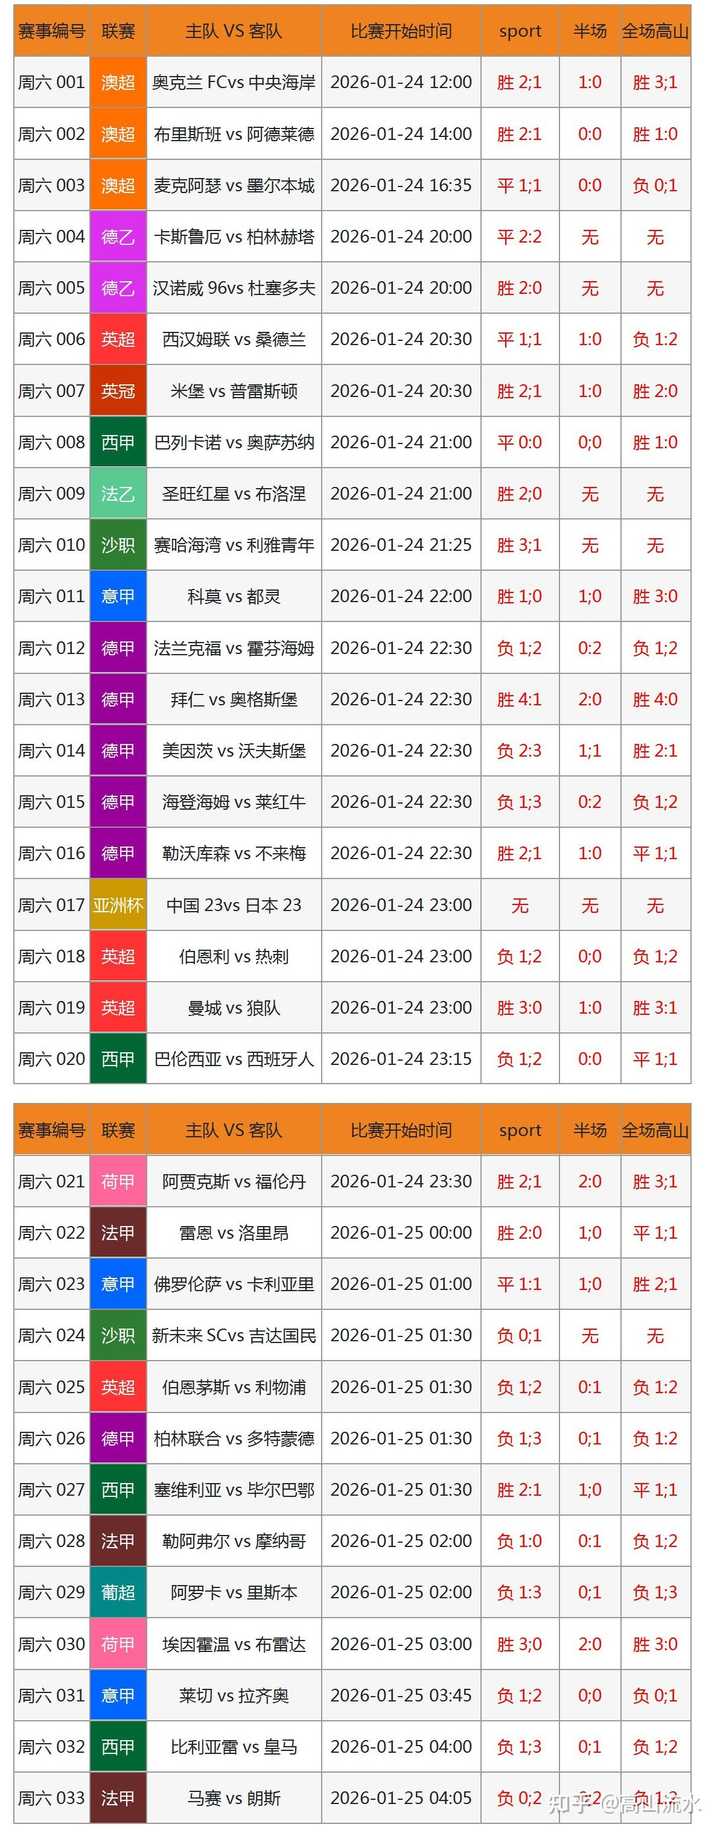 赛事编号 联赛 主队 VS 客队 比赛开始时间 sport 半场 全场高山
周六 001 澳超 奥克兰 FCvs 中央海岸 2026-01-24 12:00 胜 2;1 1:0 胜 3;1
周六 002 澳超 布里斯班 vs 阿德莱德 2026-01-24 14:00 胜 2:1 0:0 胜 1:0
周六 003 澳超 麦克阿瑟 vs 墨尔本城 2026-01-24 16:35 平 1;1 0:0 负 0;1
周六 004 德乙 卡斯鲁厄 vs 柏林赫塔 2026-01-24 20:00 平 2:2 无 无
周六 005 德乙 汉诺威 96vs 杜塞多夫 2026-01-24 20:00 胜 2:0 无 无
周六 006 英超 西汉姆联 vs 桑德兰 2026-01-24 20:30 平 1;1 1:0 负 1:2
周六 007 英冠 米堡 vs 普雷斯顿 2026-01-24 20:30 胜 2;1 1:0 胜 2:0
周六 008 西甲 巴列卡诺 vs 奥萨苏纳 2026-01-24 21:00 平 0:0 0;0 胜 1:0
周六 009 法乙 圣旺红星 vs 布洛涅 2026-01-24 21:00 胜 2;0 无 无
周六 010 沙职 赛哈海湾 vs 利雅青年 2026-01-24 21:25 胜 3;1 无 无
周六 011 意甲 科莫 vs 都灵 2026-01-24 22:00 胜 1;0 1;0 胜 3:0
周六 012 德甲 法兰克福 vs 霍芬海姆 2026-01-24 22:30 负 1;2 0:2 负 1;2
周六 013 德甲 拜仁 vs 奥格斯堡 2026-01-24 22:30 胜 4:1 2:0 胜 4:0
周六 014 德甲 美因茨 vs 沃夫斯堡 2026-01-24 22:30 负 2:3 1;1 胜 2:1
周六 015 德甲 海登海姆 vs 莱红牛 2026-01-24 22:30 负 1;3 0:2 负 1;2
周六 016 德甲 勒沃库森 vs 不来梅 2026-01-24 22:30 胜 2;1 1:0 平 1;1
周六 017 亚洲杯 中国 23vs 日本 23 2026-01-24 23:00 无 无 无
周六 018 英超 伯恩利 vs 热刺 2026-01-24 23:00 负 1;2 0;0 负 1;2
周六 019 英超 曼城 vs 狼队 2026-01-24 23:00 胜 3:0 1:0 胜 3:1
周六 020 西甲 巴伦西亚 vs 西班牙人 2026-01-24 23:15 负 1;2 0:0 平 1;1
赛事编号 联赛 主队 VS 客队 比赛开始时间 sport 半场 全场高山
周六 021 荷甲 阿贾克斯 vs 福伦丹 2026-01-24 23:30 胜 2;1 2:0 胜 3;1
周六 022 法甲 雷恩 vs 洛里昂 2026-01-25 00:00 胜 2:0 1;0 平 1;1
周六 023 意甲 佛罗伦萨 vs 卡利亚里 2026-01-25 01:00 平 1:1 1;0 胜 2;1
周六 024 沙职 新未来 SCvs 吉达国民 2026-01-25 01:30 负 0;1 无 无
周六 025 英超 伯恩茅斯 vs 利物浦 2026-01-25 01:30 负 1;2 0:1 负 1:2
周六 026 德甲 柏林联合 vs 多特蒙德 2026-01-25 01:30 负 1;3 0;1 负 1:2
周六 027 西甲 塞维利亚 vs 毕尔巴鄂 2026-01-25 01:30 胜 2:1 1;0 平 1;1
周六 028 法甲 勒阿弗尔 vs 摩纳哥 2026-01-25 02:00 负 1:0 0:1 负 1;2
周六 029 葡超 阿罗卡 vs 里斯本 2026-01-25 02:00 负 1:3 0;1 负 1;3
周六 030 荷甲 埃因霍温 vs 布雷达 2026-01-25 03:00 胜 3;0 2:0 胜 3:0
周六 031 意甲 莱切 vs 拉齐奥 2026-01-25 03:45 负 1;2 0;0 负 0;1
周六 032 西甲 比利亚雷 vs 皇马 2026-01-25 04:00 负 1;3 0;1 负 1;2
周六 033 法甲 马赛 vs 朗斯 2026-01-25 04:05 负 0;2 负 1:2
知乎 @高山流水